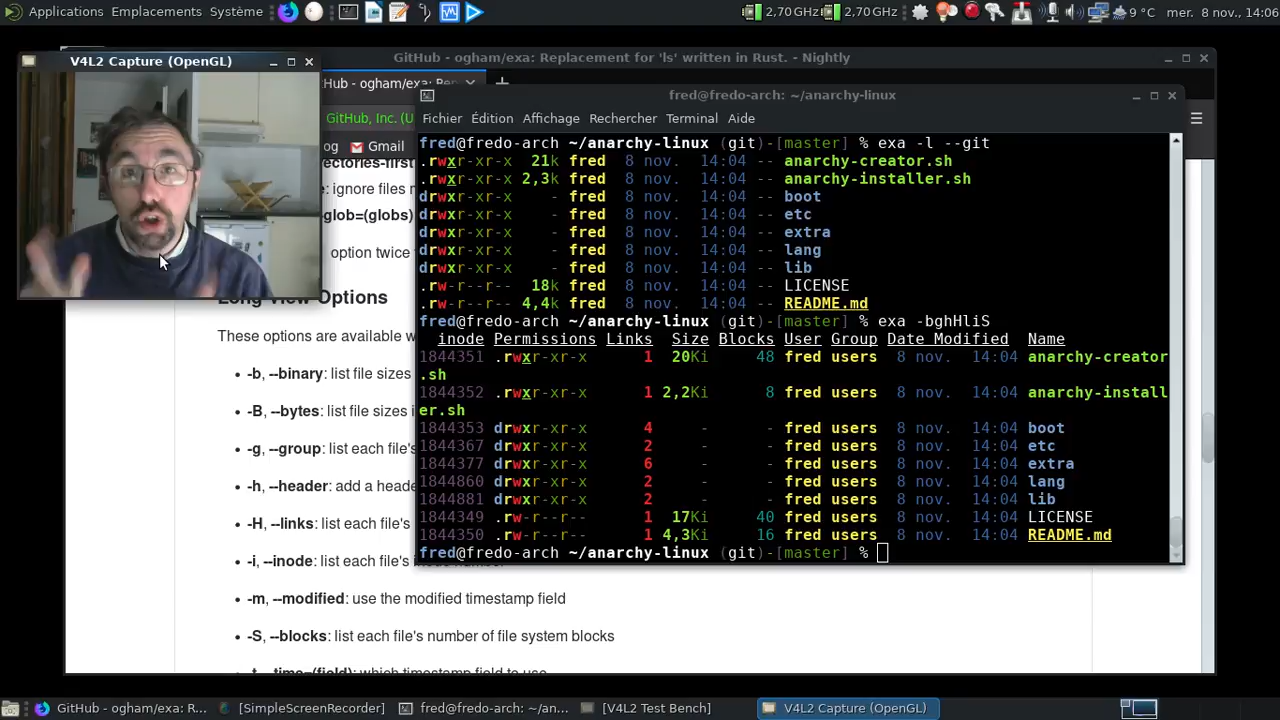 Applications Emplacements Système
2,70 GHz 2,70 GHz 9 °C mer. 8 nov., 14:06
V4L2 Capture (OpenGL)
GitHub - ogham/exa: Replacement for 'ls' written in Rust. - Nightly
GitHub, Inc. (U
Gmail
: ignore files
option twice
Long View Options
These options are available
-b, --binary: list file sizes
-B, --bytes: list file sizes
-g, --group: list each file's
-h, --header: add a heade
-H, --links: list each file's
-i, --inode: list each file's
-m, --modified: use the modified timestamp field
-S, --blocks: list each file's number of file system blocks
fred@fredo-arch: ~/anarchy-linux
Fichier Édition Affichage Rechercher Terminal Aide
fred@fredo-arch ~/anarchy-linux (git)-[master] % exa -l --git
.rwxr-xr-x 21k fred 8 nov. 14:04 -- anarchy-creator.sh
.rwxr-xr-x 2,3k fred 8 nov. 14:04 -- anarchy-installer.sh
drwxr-xr-x - fred 8 nov. 14:04 -- boot
drwxr-xr-x - fred 8 nov. 14:04 -- etc
drwxr-xr-x - fred 8 nov. 14:04 -- extra
drwxr-xr-x - fred 8 nov. 14:04 -- lang
drwxr-xr-x - fred 8 nov. 14:04 -- lib
.rw-r--r-- 18k fred 8 nov. 14:04 -- LICENSE
.rw-r--r-- 4,4k fred 8 nov. 14:04 -- README.md
fred@fredo-arch ~/anarchy-linux (git)-[master] % exa -bghHliS
inode Permissions Links Size Blocks User Group Date Modified Name
1844351 .rwxr-xr-x 1 20Ki 48 fred users 8 nov. 14:04 anarchy-creator
.sh
1844352 .rwxr-xr-x 1 2,2Ki 8 fred users 8 nov. 14:04 anarchy-install
er.sh
1844353 drwxr-xr-x 4 - - fred users 8 nov. 14:04 boot
1844367 drwxr-xr-x 2 - - fred users 8 nov. 14:04 etc
1844377 drwxr-xr-x 6 - - fred users 8 nov. 14:04 extra
1844860 drwxr-xr-x 2 - - fred users 8 nov. 14:04 lang
1844881 drwxr-xr-x 2 - - fred users 8 nov. 14:04 lib
1844349 .rw-r--r-- 1 17Ki 40 fred users 8 nov. 14:04 LICENSE
1844350 .rw-r--r-- 1 4,3Ki 16 fred users 8 nov. 14:04 README.md
fred@fredo-arch ~/anarchy-linux (git)-[master] %
GitHub - ogham/exa: R... [SimpleScreenRecorder] fred@fredo-arch: ~/an... [V4L2 Test Bench] V4L2 Capture (OpenGL)